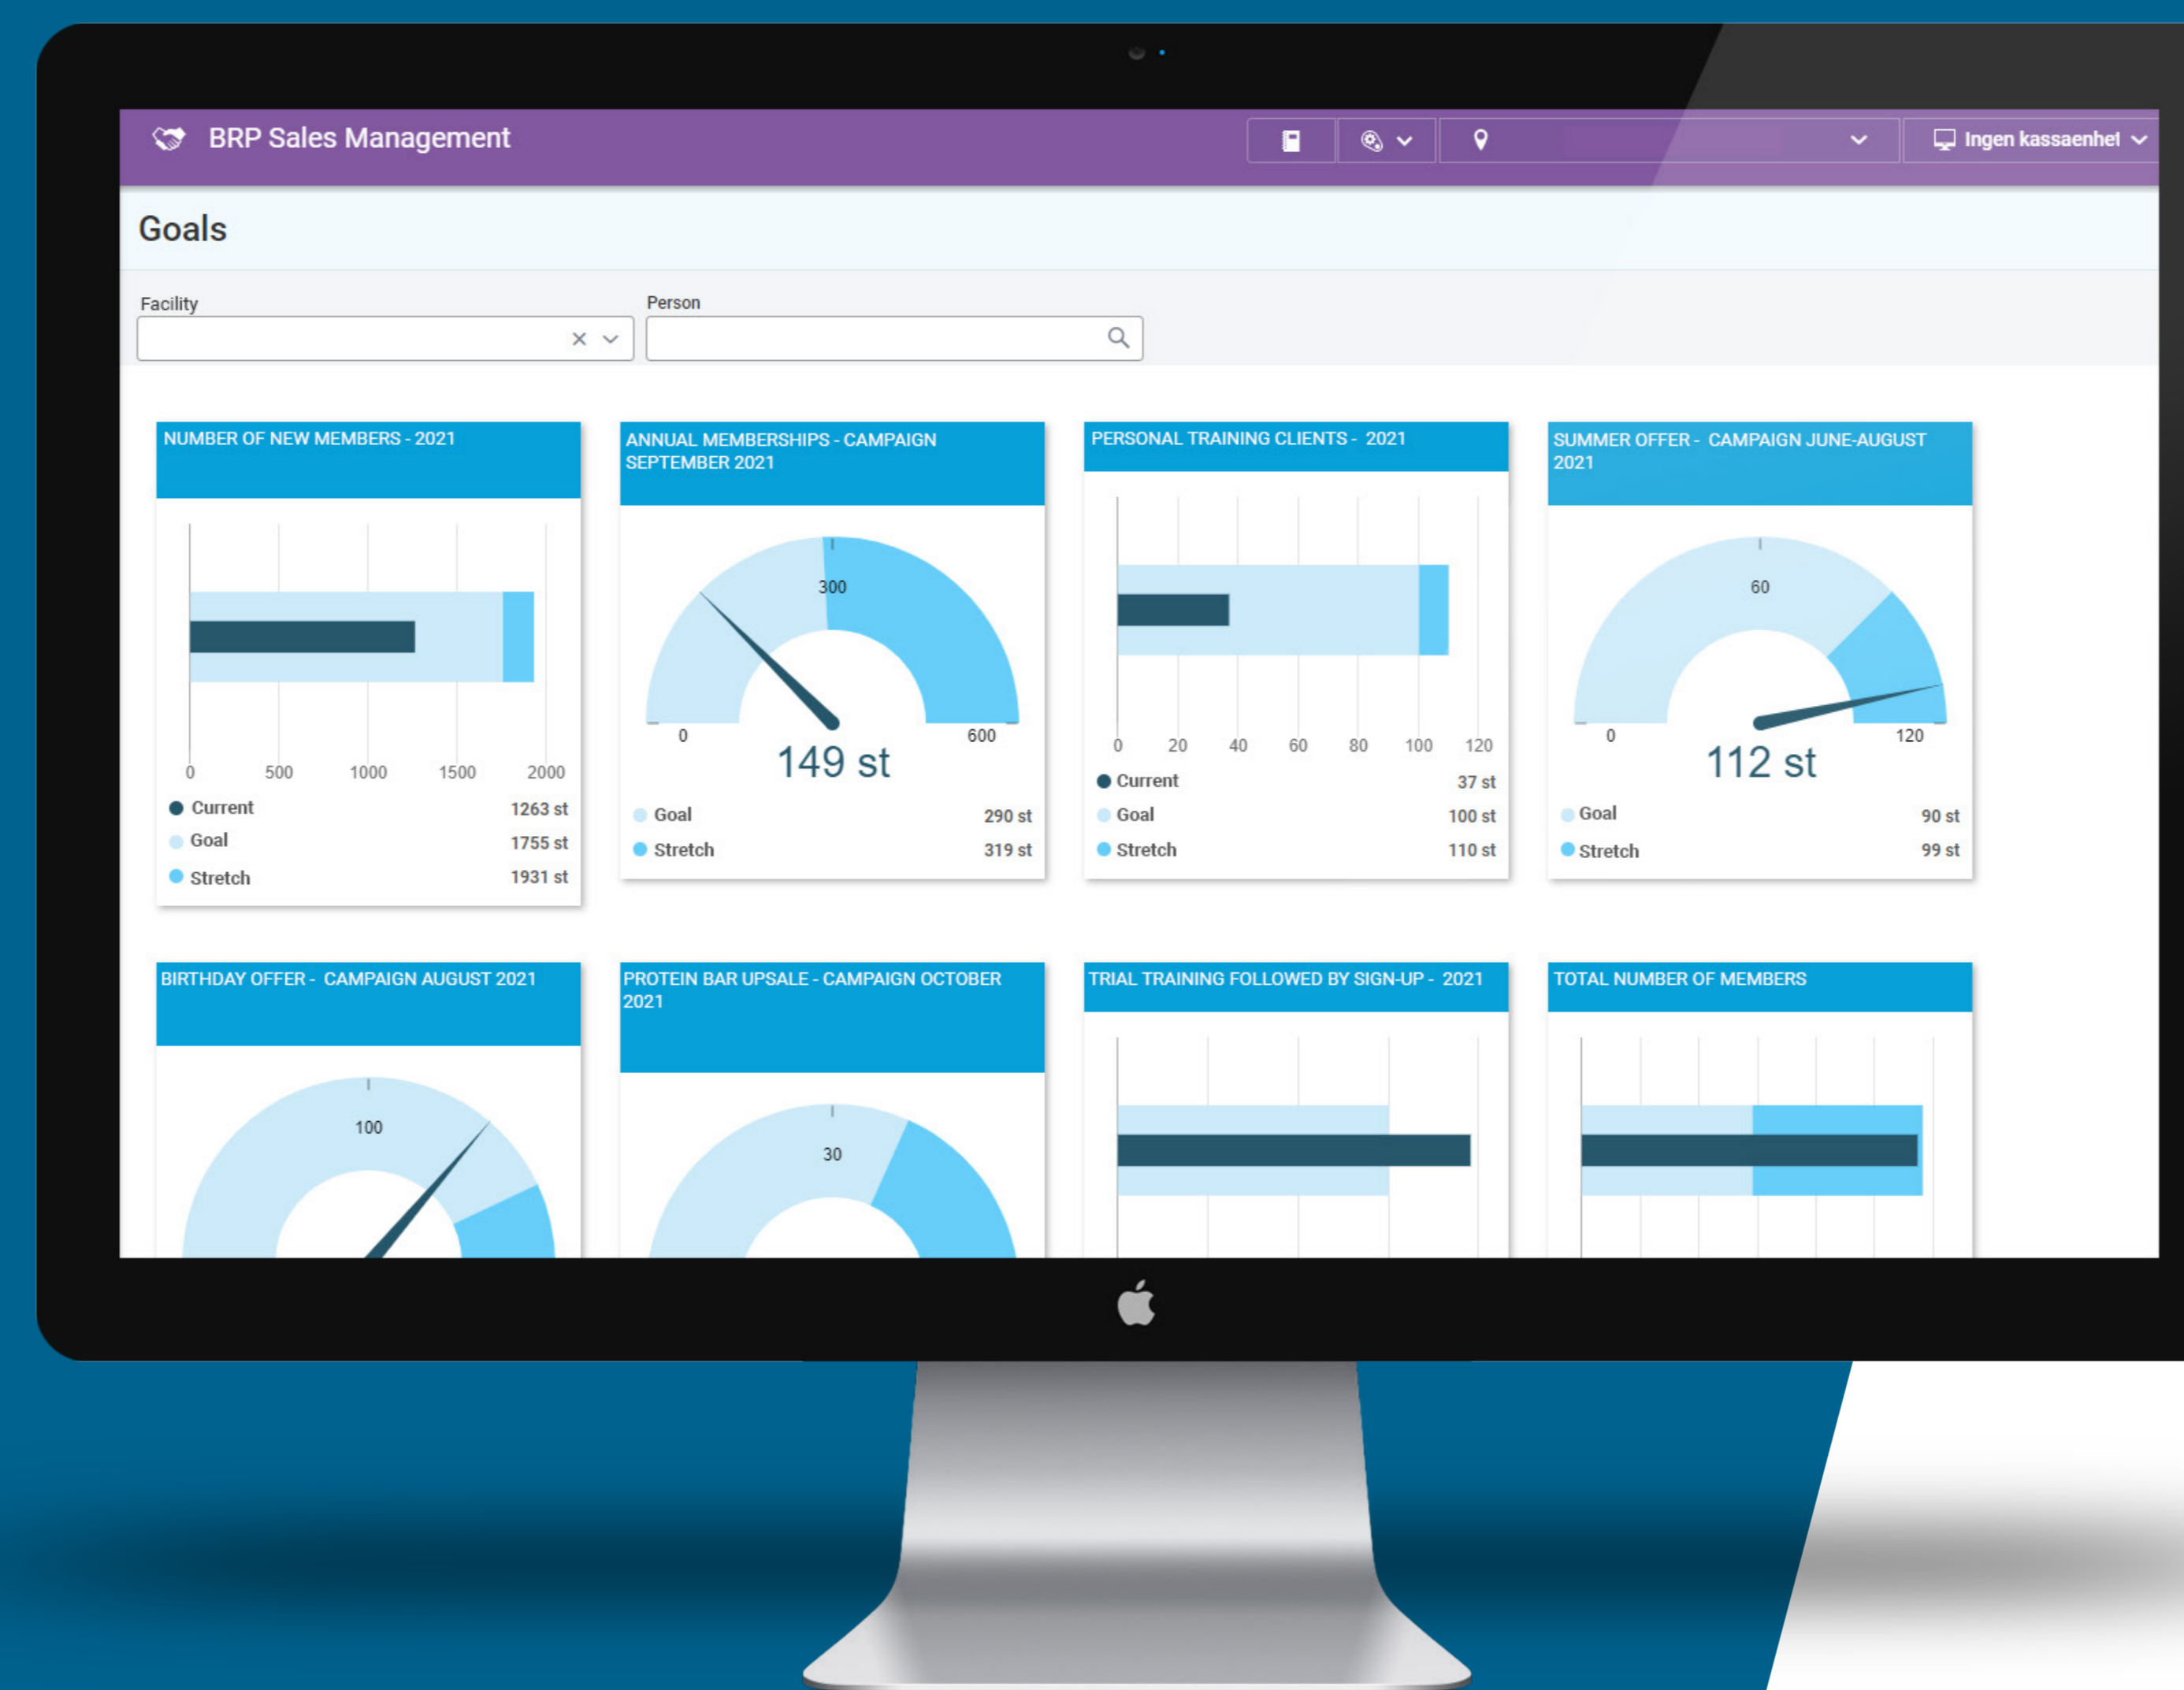 BRP Sales Management
Ingen kassaenhet
Goals
Facility
Person
NUMBER OF NEW MEMBERS - 2021
0 500 1000 1500 2000
Current 1263 st
Goal 1755 st
Stretch 1931 st
ANNUAL MEMBERSHIPS - CAMPAIGN
SEPTEMBER 2021
300
0 600
149 st
Goal 290 st
Stretch 319 st
PERSONAL TRAINING CLIENTS - 2021
0 20 40 60 80 100 120
Current 37 st
Goal 100 st
Stretch 110 st
SUMMER OFFER - CAMPAIGN JUNE-AUGUST
2021
60
0 120
112 st
Goal 90 st
Stretch 99 st
BIRTHDAY OFFER - CAMPAIGN AUGUST 2021
100
PROTEIN BAR UPSALE - CAMPAIGN OCTOBER
2021
30
TRIAL TRAINING FOLLOWED BY SIGN-UP - 2021
TOTAL NUMBER OF MEMBERS